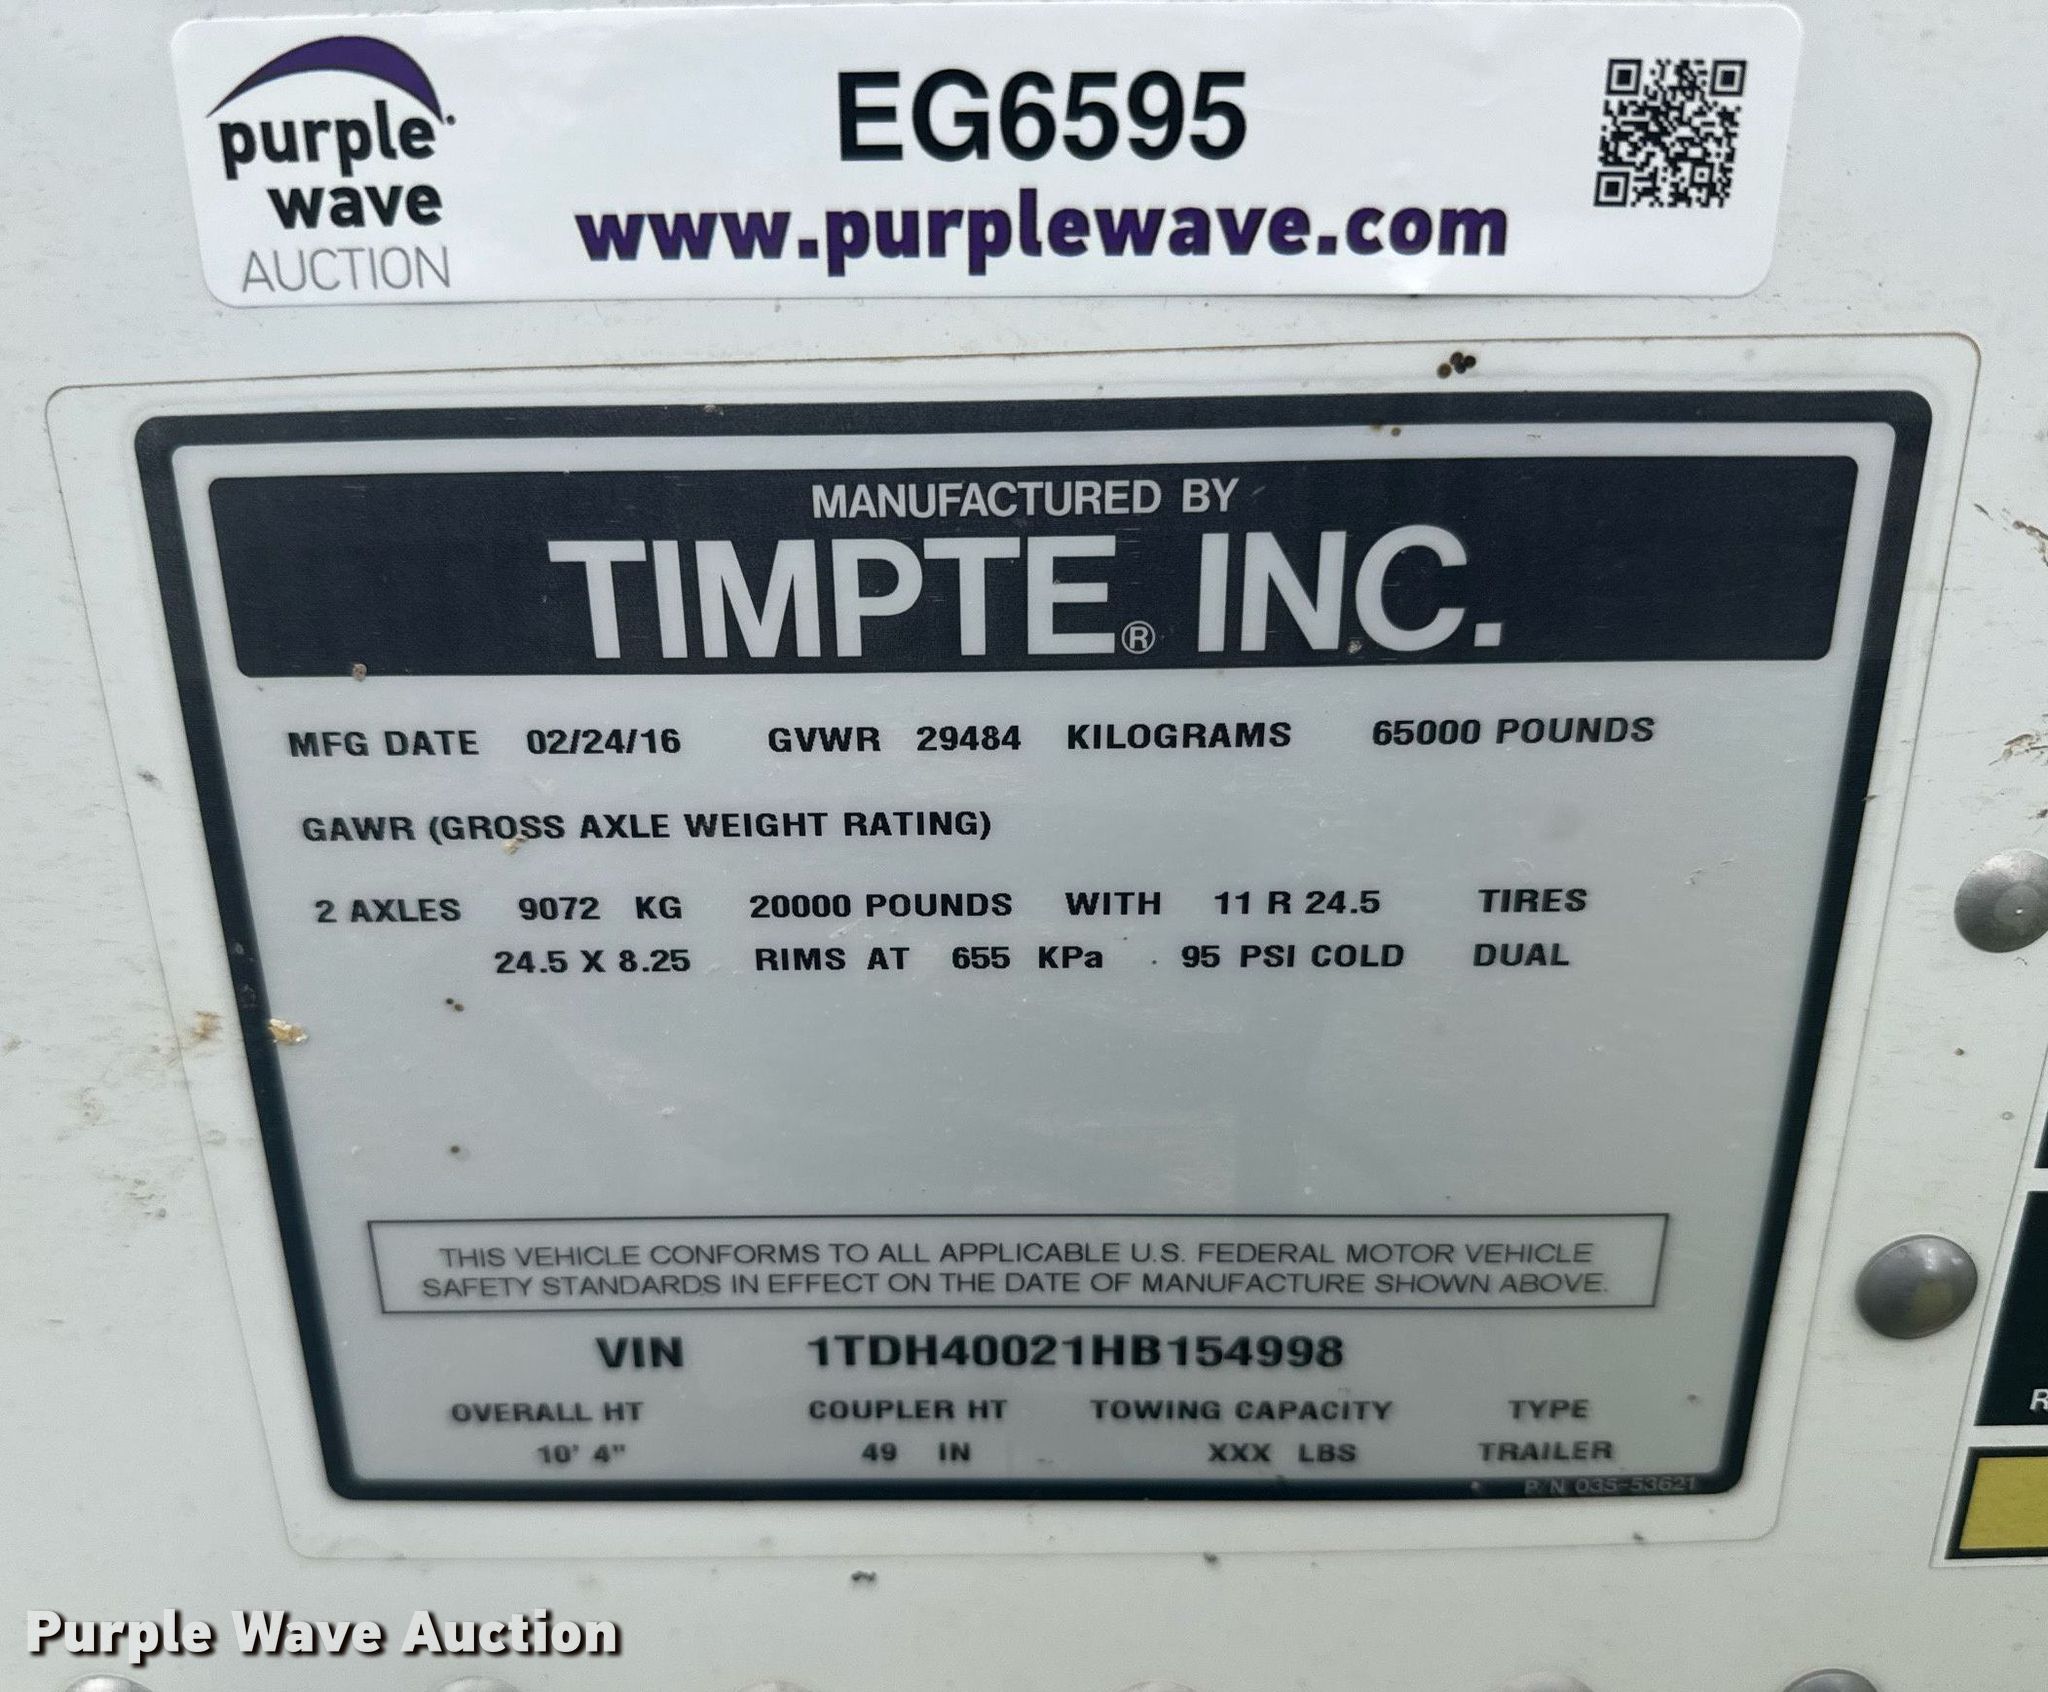 purple wave AUCTION
EG6595
www.purplewave.com
MANUFACTURED BY
TIMPTE® INC.
MFG DATE 02/24/16 GVWR 29484 KILOGRAMS 65000 POUNDS
GAWR (GROSS AXLE WEIGHT RATING)
2 AXLES 9072 KG 20000 POUNDS WITH 11 R 24.5 TIRES
24.5 X 8.25 RIMS AT 655 KPa 95 PSI COLD DUAL
THIS VEHICLE CONFORMS TO ALL APPLICABLE U.S. FEDERAL MOTOR VEHICLE
SAFETY STANDARDS IN EFFECT ON THE DATE OF MANUFACTURE SHOWN ABOVE.
VIN 1TDH40021HB154998
OVERALL HT COUPLER HT TOWING CAPACITY TYPE
10' 4" 49 IN XXX LBS TRAILER
P/N 035-53621
R
Purple Wave Auction